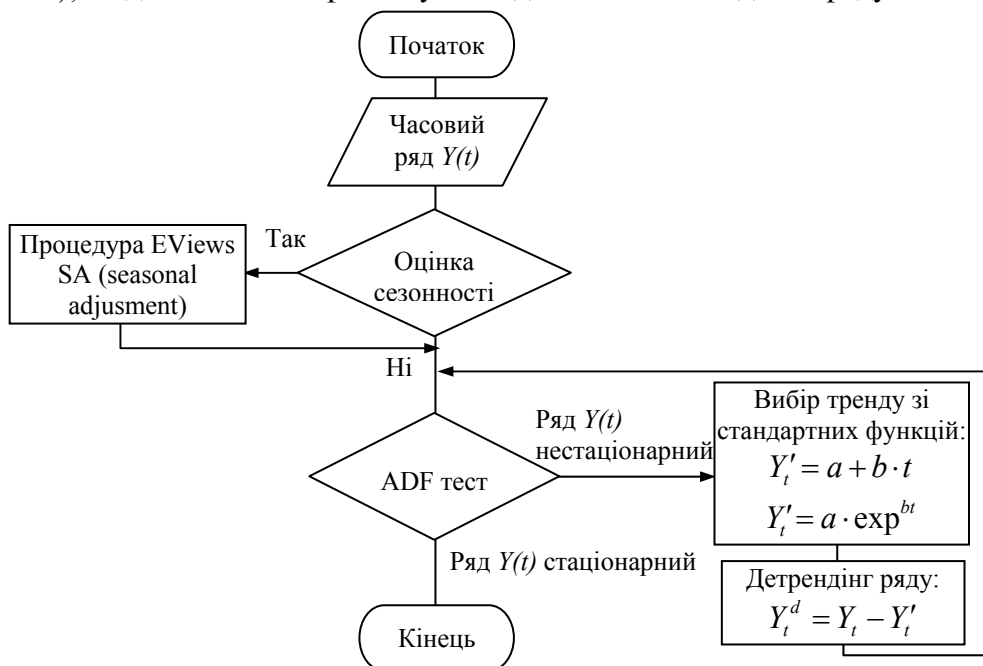 Початок
Часовий
ряд Y(t)
Так
Процедура EViews
SA (seasonal
adjusment)
Оцінка
сезонності
Ні
Ряд Y(t)
нестаціонарний
Вибір тренду зі
стандартних функцій:
Y′ₜ = a + b · t
Y′ₜ = a · exp^{bt}
ADF тест
Ряд Y(t) стаціонарний
Детрендінг ряду:
Yₜᵈ = Yₜ − Y′ₜ
Кінець